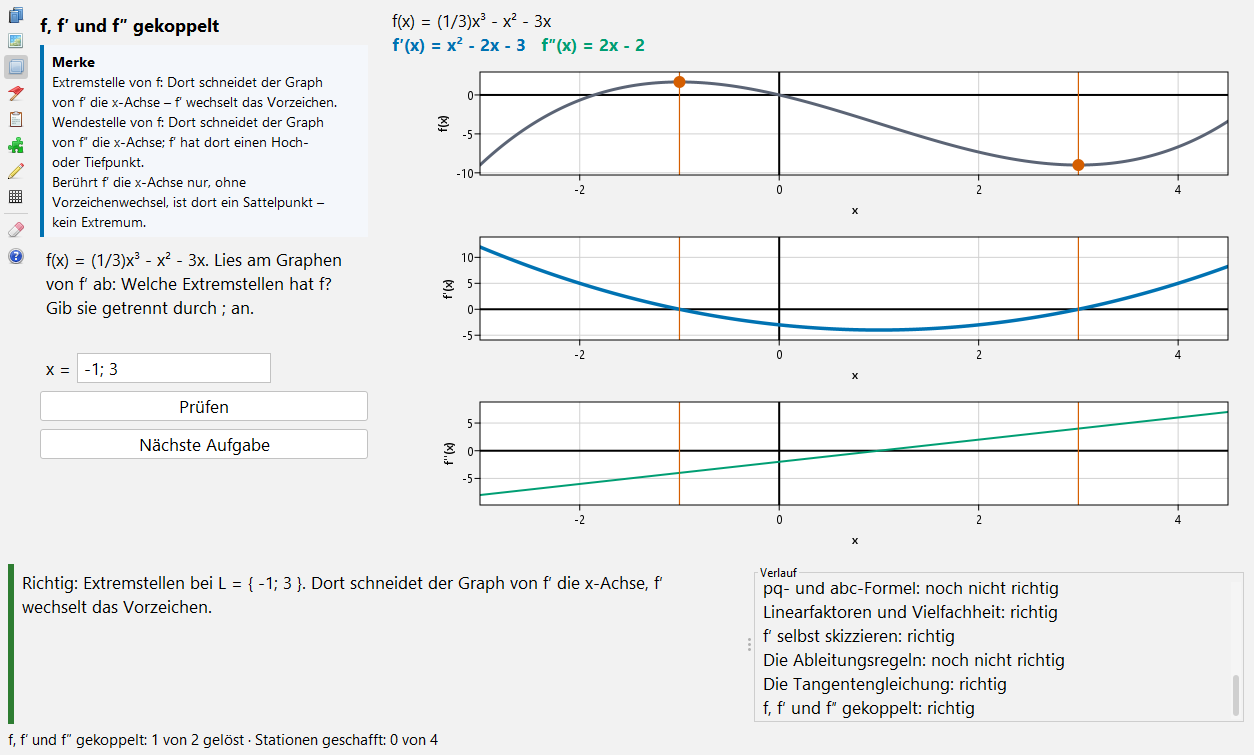 f, f′ und f″ gekoppelt
Merke
Extremstelle von f: Dort schneidet der Graph
von f′ die x-Achse – f′ wechselt das Vorzeichen.
Wendestelle von f: Dort schneidet der Graph
von f″ die x-Achse; f′ hat dort einen Hoch-
oder Tiefpunkt.
Berührt f′ die x-Achse nur, ohne
Vorzeichenwechsel, ist dort ein Sattelpunkt –
kein Extremum.
f(x) = (1/3)x³ - x² - 3x. Lies am Graphen
von f′ ab: Welche Extremstellen hat f?
Gib sie getrennt durch ; an.
x = -1; 3
Prüfen
Nächste Aufgabe
f(x) = (1/3)x³ - x² - 3x
f′(x) = x² - 2x - 3 f″(x) = 2x - 2
f(x)
0
-5
-10
-2 0 2 4
x
f′(x)
10
5
0
-5
-2 0 2 4
x
f″(x)
5
0
-5
-2 0 2 4
x
Richtig: Extremstellen bei L = { -1; 3 }. Dort schneidet der Graph von f′ die x-Achse, f′
wechselt das Vorzeichen.
Verlauf
pq- und abc-Formel: noch nicht richtig
Linearfaktoren und Vielfachheit: richtig
f′ selbst skizzieren: richtig
Die Ableitungsregeln: noch nicht richtig
Die Tangentengleichung: richtig
f, f′ und f″ gekoppelt: richtig
f, f′ und f″ gekoppelt: 1 von 2 gelöst · Stationen geschafft: 0 von 4